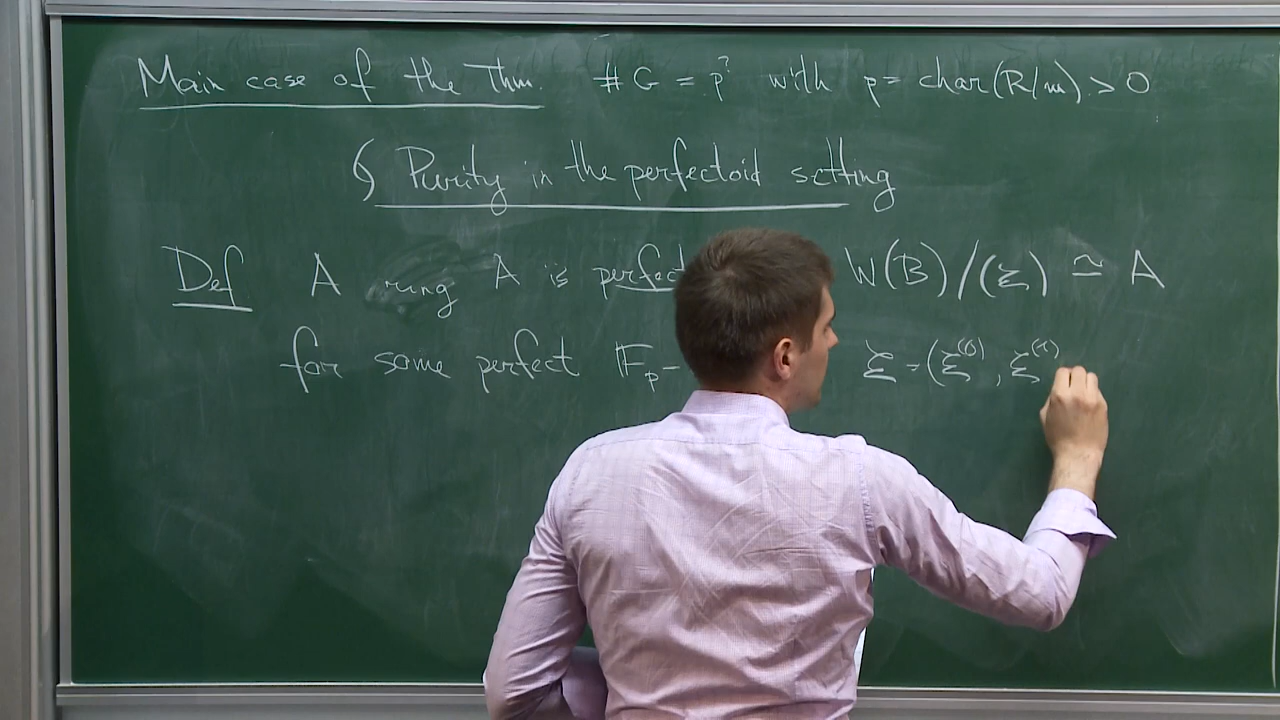 Main case of the Thm. # G = p^? with p = char(R/m) > 0
§ Purity in the perfectoid setting
Def A ring A is perfect W(B)/(ξ) ≃ A
for some perfect 𝔽_p- ξ = (ξ^(0), ξ^(1)